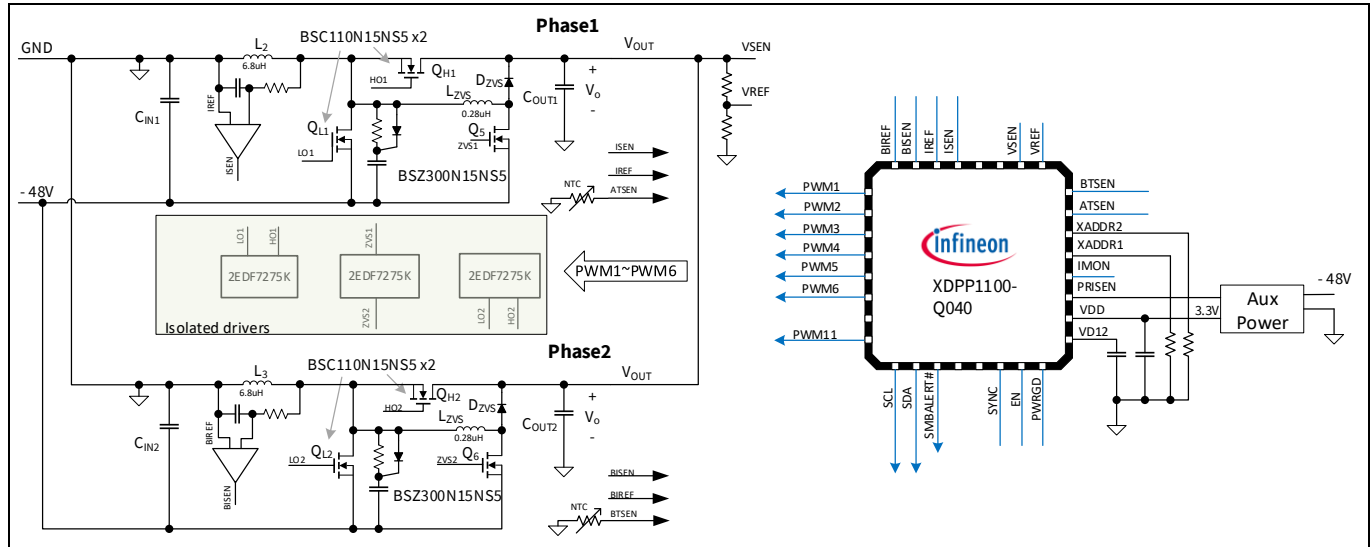 Phase1
BSC110N15NS5 x2
GND
L2
6.8uH
VOUT
VSEN
QH1
HO1
DZVS
LZVS
0.28uH
COUT1
+
Vo
-
VREF
IREF
CIN1
QL1
LO1
Q5
ZVS1
ISEN
BSZ300N15NS5
ISEN
IREF
NTC
ATSEN
- 48V
LO1
HO1
ZVS1
2EDF7275K
2EDF7275K
2EDF7275K
ZVS2
LO2
HO2
Isolated drivers
PWM1~PWM6
Phase2
BSC110N15NS5 x2
L3
6.8uH
VOUT
QH2
HO2
DZVS
LZVS
0.28uH
COUT2
+
Vo
-
BIREF
CIN2
QL2
LO2
Q6
ZVS2
BISEN
BSZ300N15NS5
BISEN
BIREF
NTC
BTSEN
BIREF
BISEN
IREF
ISEN
VSEN
VREF
PWM1
PWM2
PWM3
PWM4
PWM5
PWM6
PWM11
infineon
XDPP1100-
Q040
BTSEN
ATSEN
XADDR2
XADDR1
IMON
PRISEN
VDD
VD12
3.3V
Aux
Power
- 48V
SCL
SDA
SMBALERT#
SYNC
EN
PWRGD